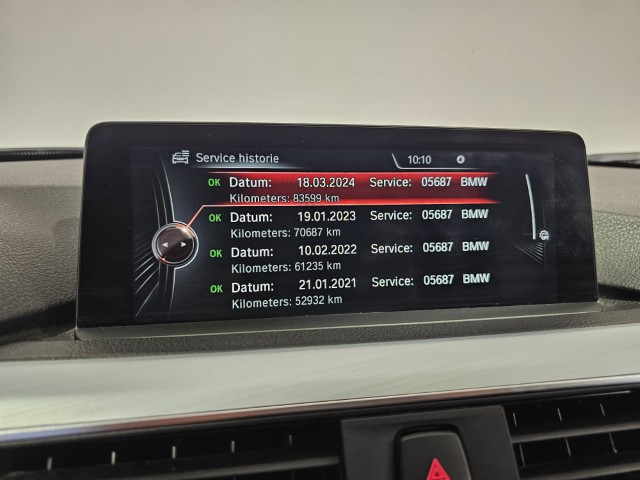 Service historie 10:10
OK Datum: 18.03.2024 Service: 05687 BMW
Kilometers: 83599 km
OK Datum: 19.01.2023 Service: 05687 BMW
Kilometers: 70687 km
OK Datum: 10.02.2022 Service: 05687 BMW
Kilometers: 61235 km
OK Datum: 21.01.2021 Service: 05687 BMW
Kilometers: 52932 km